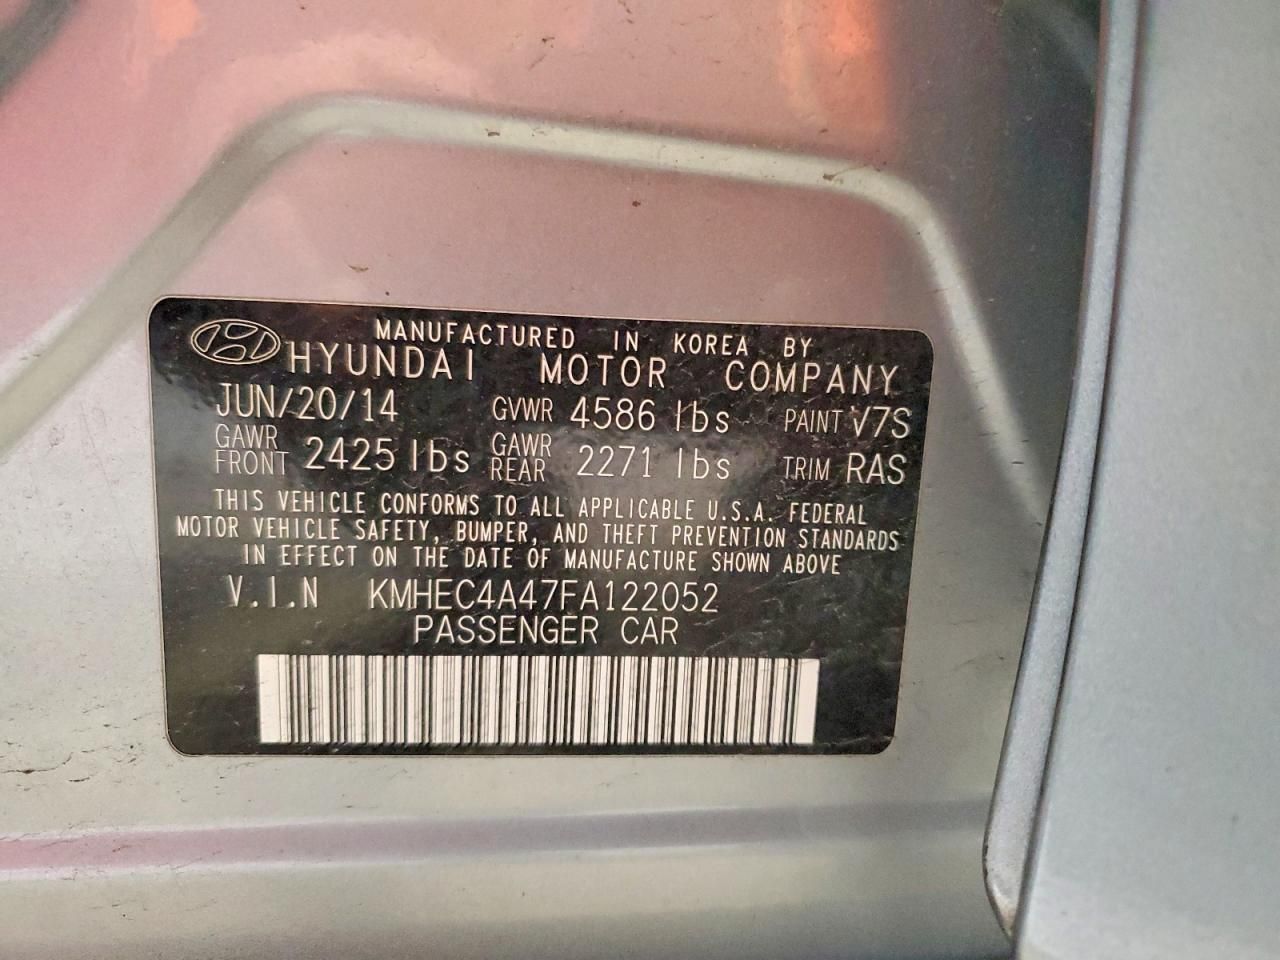 MANUFACTURED IN KOREA BY
HYUNDAI MOTOR COMPANY
JUN/20/14 GVWR 4586 lbs PAINT V7S
GAWR FRONT 2425 lbs GAWR REAR 2271 lbs TRIM RAS
THIS VEHICLE CONFORMS TO ALL APPLICABLE U.S.A. FEDERAL
MOTOR VEHICLE SAFETY, BUMPER, AND THEFT PREVENTION STANDARDS
IN EFFECT ON THE DATE OF MANUFACTURE SHOWN ABOVE
V.I.N KMHEC4A47FA122052
PASSENGER CAR